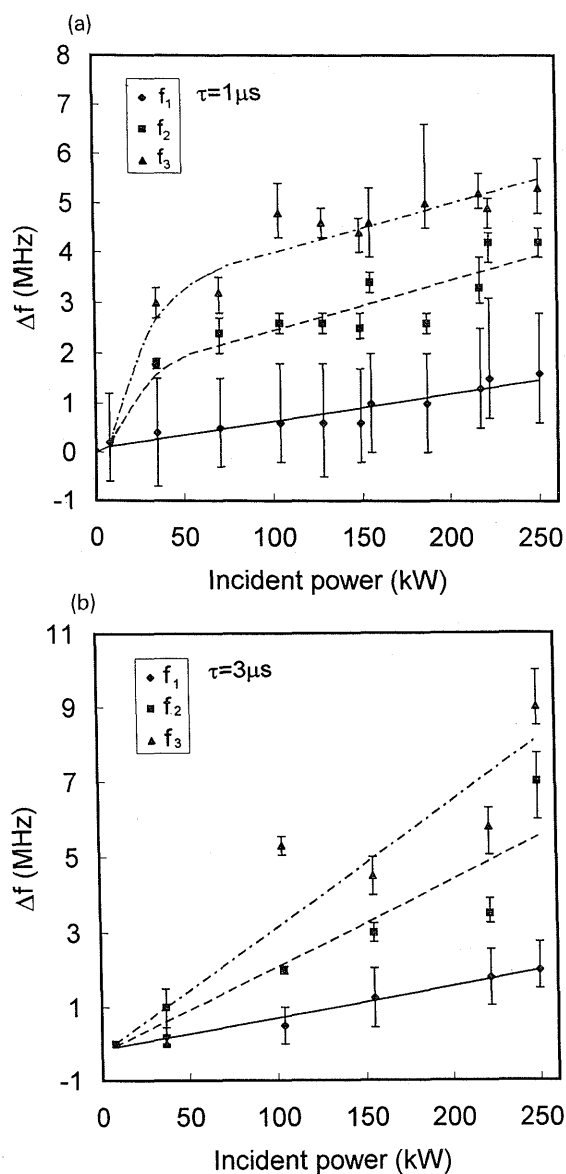 (a)
8
7
6
5
4
3
2
1
0
-1
Δf (MHz)
f₁
f₂
f₃
τ=1μs
0 50 100 150 200 250
Incident power (kW)
(b)
11
9
7
5
3
1
-1
Δf (MHz)
f₁
f₂
f₃
τ=3μs
0 50 100 150 200 250
Incident power (kW)